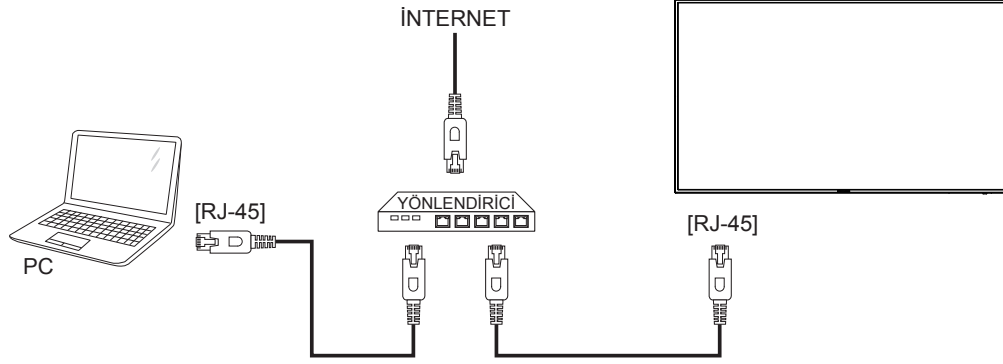 İNTERNET
YÖNLENDİRİCİ
[RJ-45]
[RJ-45]
PC